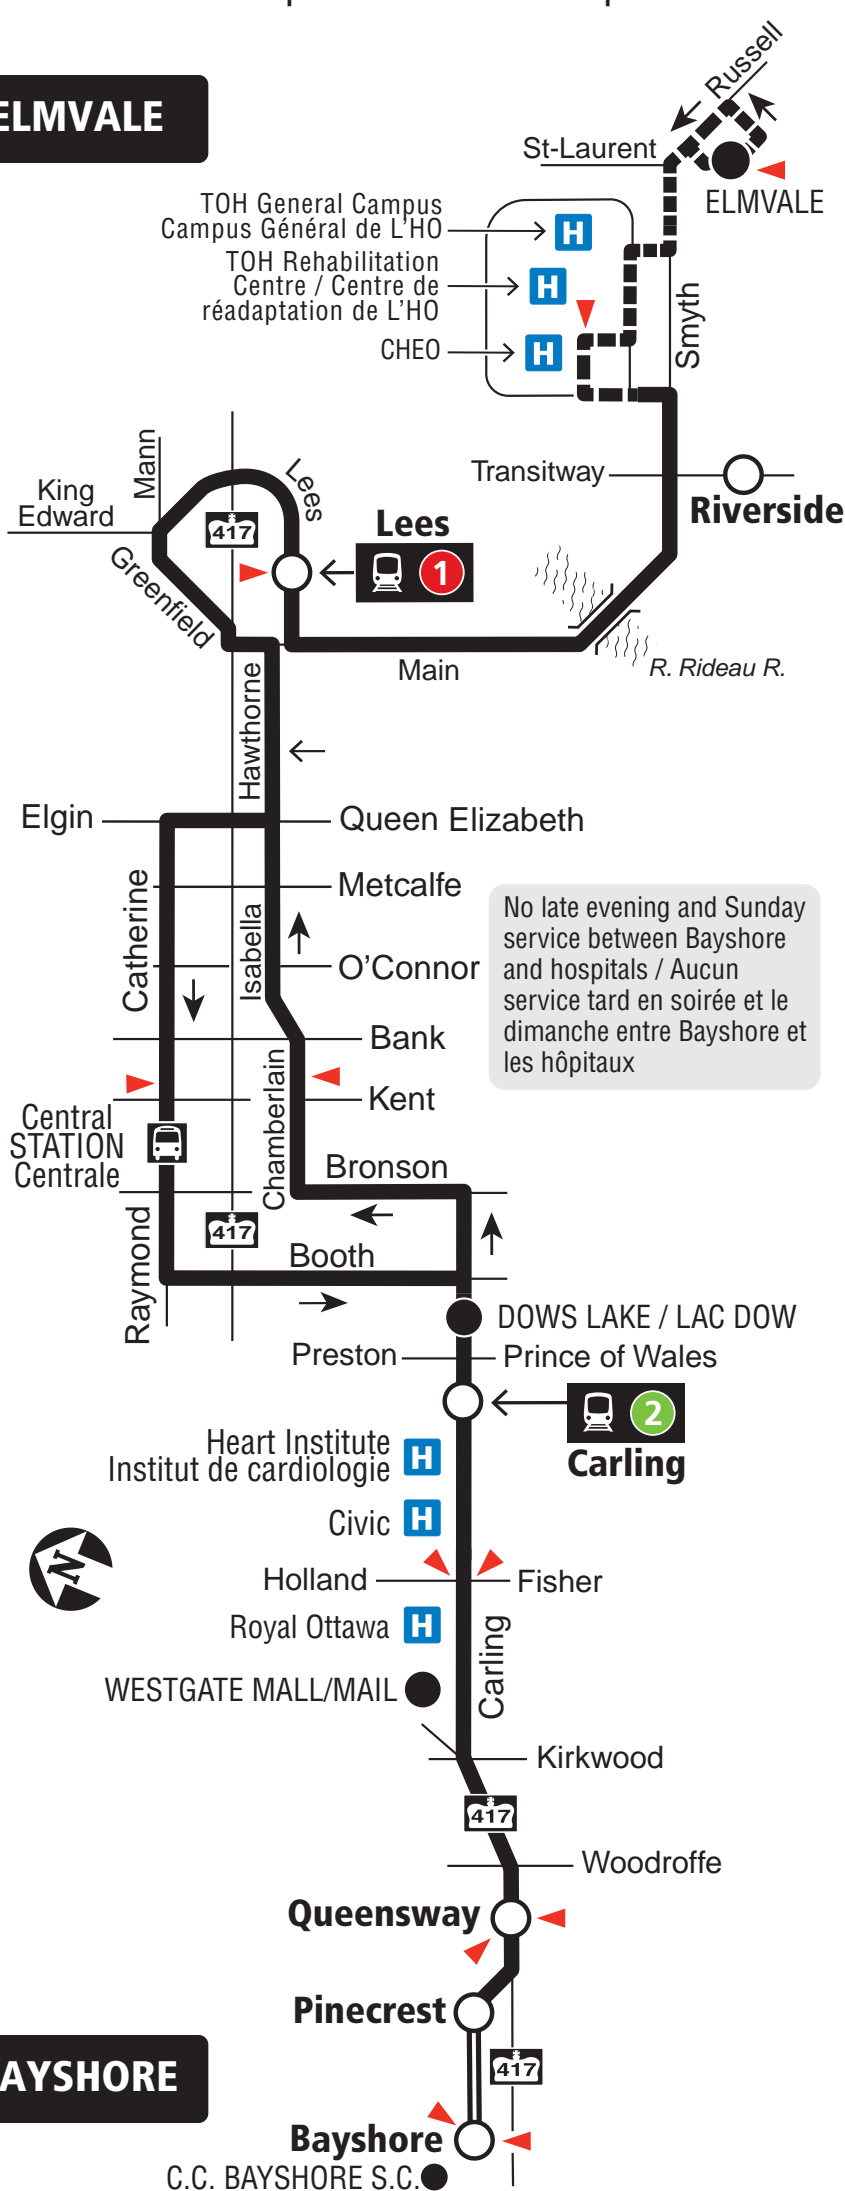 ELMVALE
Russell
St-Laurent
ELMVALE
TOH General Campus
Campus Général de L'HO
H
TOH Rehabilitation
Centre / Centre de
réadaptation de L'HO
H
CHEO
H
Smyth
Mann
Lees
Transitway
King
Edward
417
Lees
Riverside
1
Greenfield
Main
R. Rideau R.
Hawthorne
Elgin
Queen Elizabeth
Catherine
Metcalfe
Isabella
O'Connor
No late evening and Sunday
service between Bayshore
and hospitals / Aucun
service tard en soirée et le
dimanche entre Bayshore et
les hôpitaux
Bank
Chamberlain
Kent
Central
STATION
Centrale
Bronson
Raymond
417
Booth
DOWS LAKE / LAC DOW
Preston
Prince of Wales
2
Carling
Heart Institute
Institut de cardiologie
H
Civic
H
N
Holland
Fisher
Royal Ottawa
H
Carling
WESTGATE MALL/MAIL
Kirkwood
417
Woodroffe
Queensway
Pinecrest
417
AYSHORE
Bayshore
C.C. BAYSHORE S.C.